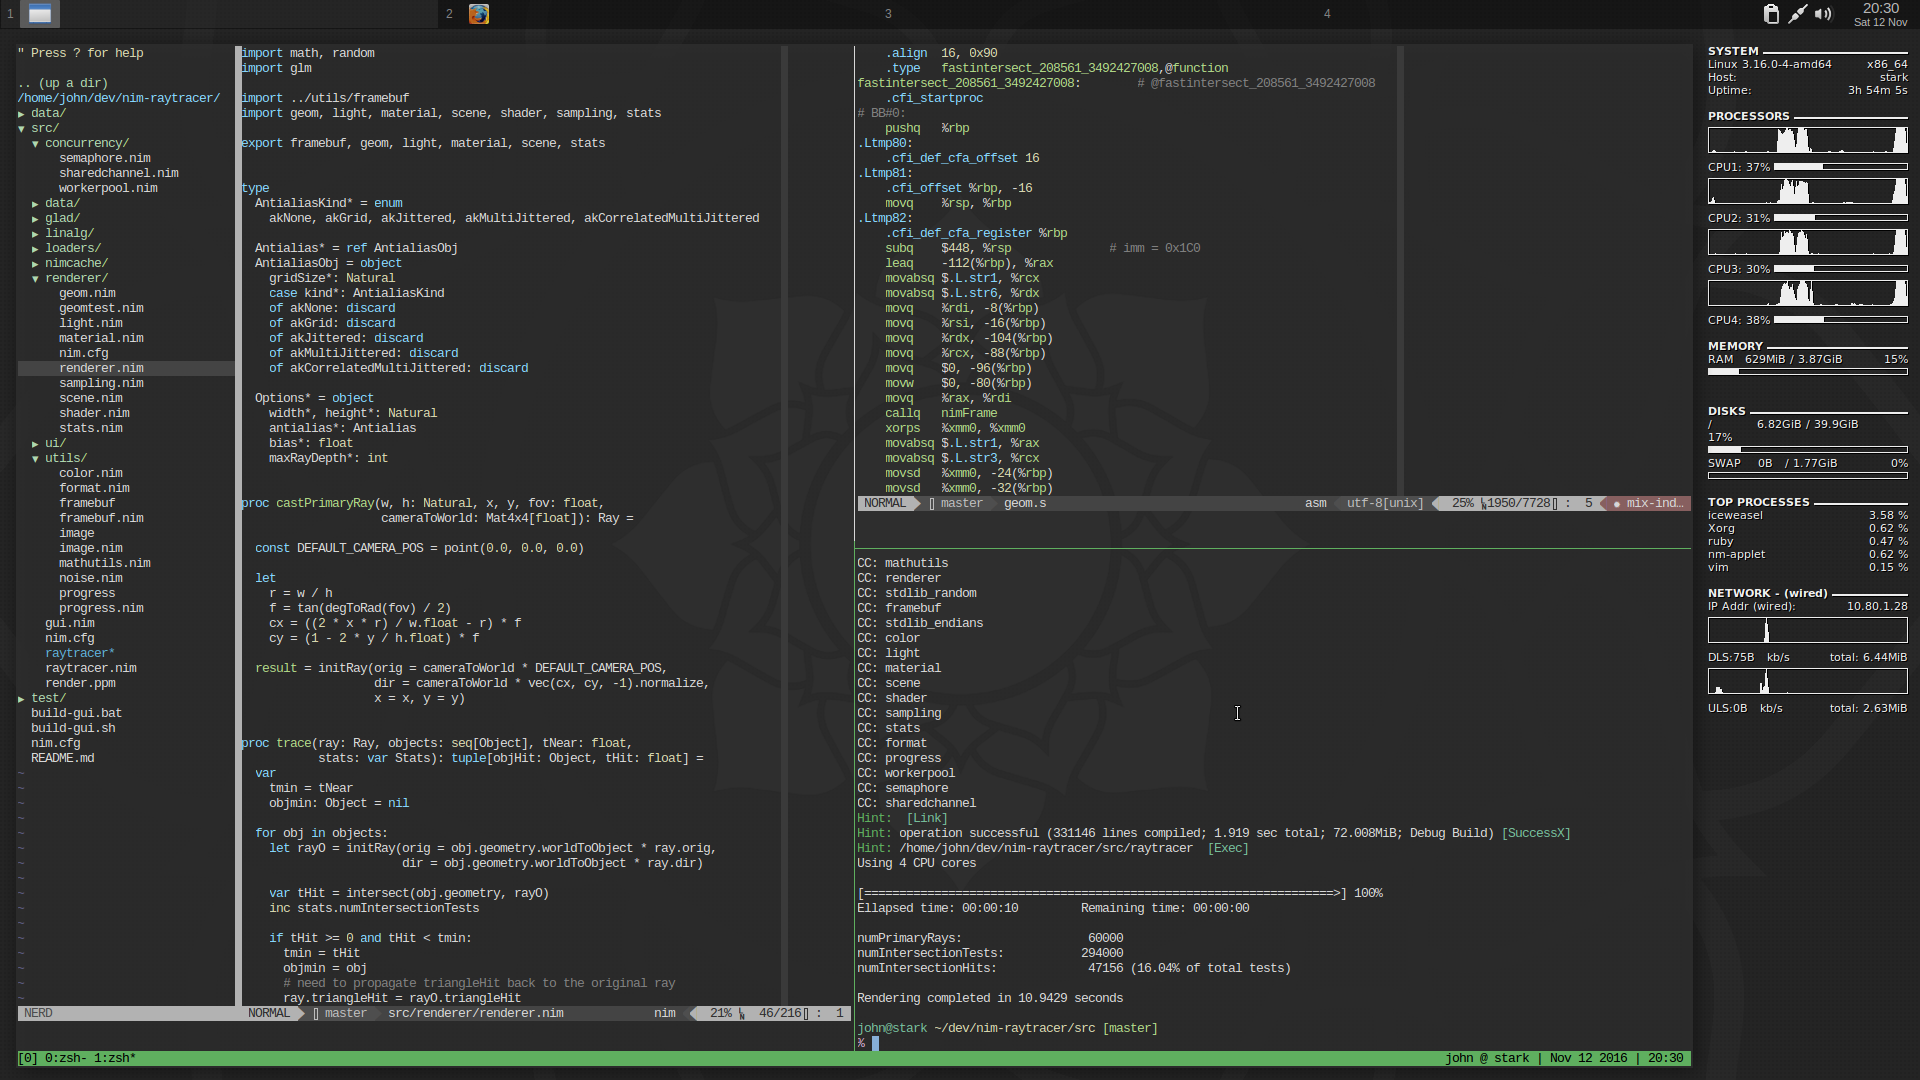 1
2
3
4
20:30
Sat 12 Nov
" Press ? for help
.. (up a dir)
/home/john/dev/nim-raytracer/
▸ data/
▾ src/
▾ concurrency/
semaphore.nim
sharedchannel.nim
workerpool.nim
▸ data/
▸ glad/
▸ linalg/
▸ loaders/
▸ nimcache/
▾ renderer/
geom.nim
geomtest.nim
light.nim
material.nim
nim.cfg
renderer.nim
sampling.nim
scene.nim
shader.nim
stats.nim
▸ ui/
▾ utils/
color.nim
format.nim
framebuf
framebuf.nim
image
image.nim
mathutils.nim
noise.nim
progress
progress.nim
gui.nim
nim.cfg
raytracer*
raytracer.nim
render.ppm
▸ test/
build-gui.bat
build-gui.sh
nim.cfg
README.md
NERD
import math, random
import glm
import ../utils/framebuf
import geom, light, material, scene, shader, sampling, stats
export framebuf, geom, light, material, scene, stats
type
AntialiasKind* = enum
akNone, akGrid, akJittered, akMultiJittered, akCorrelatedMultiJittered
Antialias* = ref AntialiasObj
AntialiasObj = object
gridSize*: Natural
case kind*: AntialiasKind
of akNone: discard
of akGrid: discard
of akJittered: discard
of akMultiJittered: discard
of akCorrelatedMultiJittered: discard
Options* = object
width*, height*: Natural
antialias*: Antialias
bias*: float
maxRayDepth*: int
proc castPrimaryRay(w, h: Natural, x, y, fov: float,
cameraToWorld: Mat4x4[float]): Ray =
const DEFAULT_CAMERA_POS = point(0.0, 0.0, 0.0)
let
r = w / h
f = tan(degToRad(fov) / 2)
cx = ((2 * x * r) / w.float - r) * f
cy = (1 - 2 * y / h.float) * f
result = initRay(orig = cameraToWorld * DEFAULT_CAMERA_POS,
dir = cameraToWorld * vec(cx, cy, -1).normalize,
x = x, y = y)
proc trace(ray: Ray, objects: seq[Object], tNear: float,
stats: var Stats): tuple[objHit: Object, tHit: float] =
var
tmin = tNear
objmin: Object = nil
for obj in objects:
let rayO = initRay(orig = obj.geometry.worldToObject * ray.orig,
dir = obj.geometry.worldToObject * ray.dir)
var tHit = intersect(obj.geometry, rayO)
inc stats.numIntersectionTests
if tHit >= 0 and tHit < tmin:
tmin = tHit
objmin = obj
# need to propagate triangleHit back to the original ray
ray.triangleHit = rayO.triangleHit
NORMAL master src/renderer/renderer.nim nim 21% 46/216 : 1
.align 16, 0x90
.type fastintersect_208561_3492427008,@function
fastintersect_208561_3492427008: # @fastintersect_208561_3492427008
.cfi_startproc
# BB#0:
pushq %rbp
.Ltmp80:
.cfi_def_cfa_offset 16
.Ltmp81:
.cfi_offset %rbp, -16
movq %rsp, %rbp
.Ltmp82:
.cfi_def_cfa_register %rbp
subq $448, %rsp # imm = 0x1C0
leaq -112(%rbp), %rax
movabsq $.L.str1, %rcx
movabsq $.L.str6, %rdx
movq %rdi, -8(%rbp)
movq %rsi, -16(%rbp)
movq %rdx, -104(%rbp)
movq %rcx, -88(%rbp)
movq $0, -96(%rbp)
movw $0, -80(%rbp)
movq %rax, %rdi
callq nimFrame
xorps %xmm0, %xmm0
movabsq $.L.str1, %rax
movabsq $.L.str3, %rcx
movsd %xmm0, -24(%rbp)
movsd %xmm0, -32(%rbp)
NORMAL master geom.s asm utf-8[unix] 25% 1950/7728 : 5 mix-ind…
CC: mathutils
CC: renderer
CC: stdlib_random
CC: framebuf
CC: stdlib_endians
CC: color
CC: light
CC: material
CC: scene
CC: shader
CC: sampling
CC: stats
CC: format
CC: progress
CC: workerpool
CC: semaphore
CC: sharedchannel
Hint: [Link]
Hint: operation successful (331146 lines compiled; 1.919 sec total; 72.008MiB; Debug Build) [SuccessX]
Hint: /home/john/dev/nim-raytracer/src/raytracer [Exec]
Using 4 CPU cores
[===================================================================>] 100%
Ellapsed time: 00:00:10 Remaining time: 00:00:00
numPrimaryRays: 60000
numIntersectionTests: 294000
numIntersectionHits: 47156 (16.04% of total tests)
Rendering completed in 10.9429 seconds
john@stark ~/dev/nim-raytracer/src [master]
%
[0] 0:zsh- 1:zsh* john @ stark | Nov 12 2016 | 20:30
SYSTEM
Linux 3.16.0-4-amd64 x86_64
Host: stark
Uptime: 3h 54m 5s
PROCESSORS
CPU1: 37%
CPU2: 31%
CPU3: 30%
CPU4: 38%
MEMORY
RAM 629MiB / 3.87GiB 15%
DISKS
/ 6.82GiB / 39.9GiB
17%
SWAP 0B / 1.77GiB 0%
TOP PROCESSES
iceweasel 3.58 %
Xorg 0.62 %
ruby 0.47 %
nm-applet 0.62 %
vim 0.15 %
NETWORK - (wired)
IP Addr (wired): 10.80.1.28
DLS:75B kb/s total: 6.44MiB
ULS:0B kb/s total: 2.63MiB